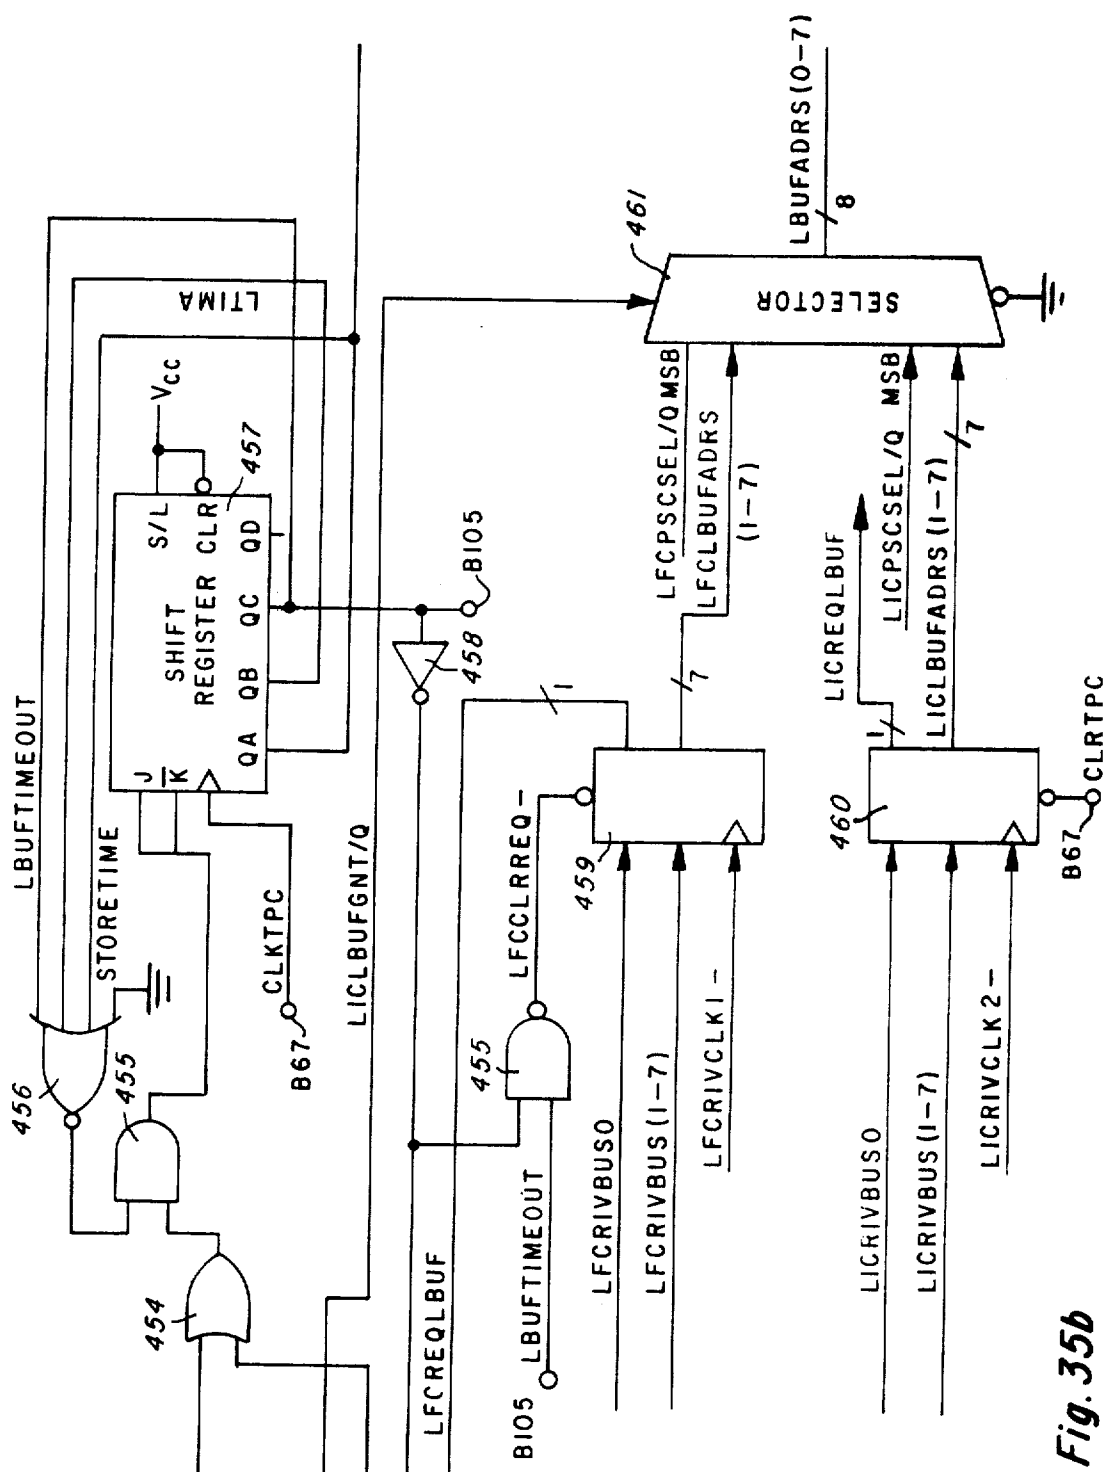 LBUFTIMEOUT
STORETIME
LTIMA
456
455
454
J
K
SHIFT
REGISTER
S/L
CLR
QA
QB
QC
QD
457
VCC
CLKTPC
B67
LICLBUFGNT/Q
458
B105
LFCREQLBUF
1
455
LFCCLRREQ-
B105
LBUFTIMEOUT
459
LFCRIVBUS0
LFCRIVBUS(1-7)
LFCRIVCLK1-
7
LFCPSCSEL/QMSB
LFCLBUFADRS
(1-7)
461
SELECTOR
LBUFADRS(0-7)
8
LICREQLBUF
1
LICPSCSEL/Q MSB
LICLBUFADRS(1-7)
7
460
LICRIVBUS0
LICRIVBUS(1-7)
LICRIVCLK2-
B67
CLRTPC
Fig. 35b